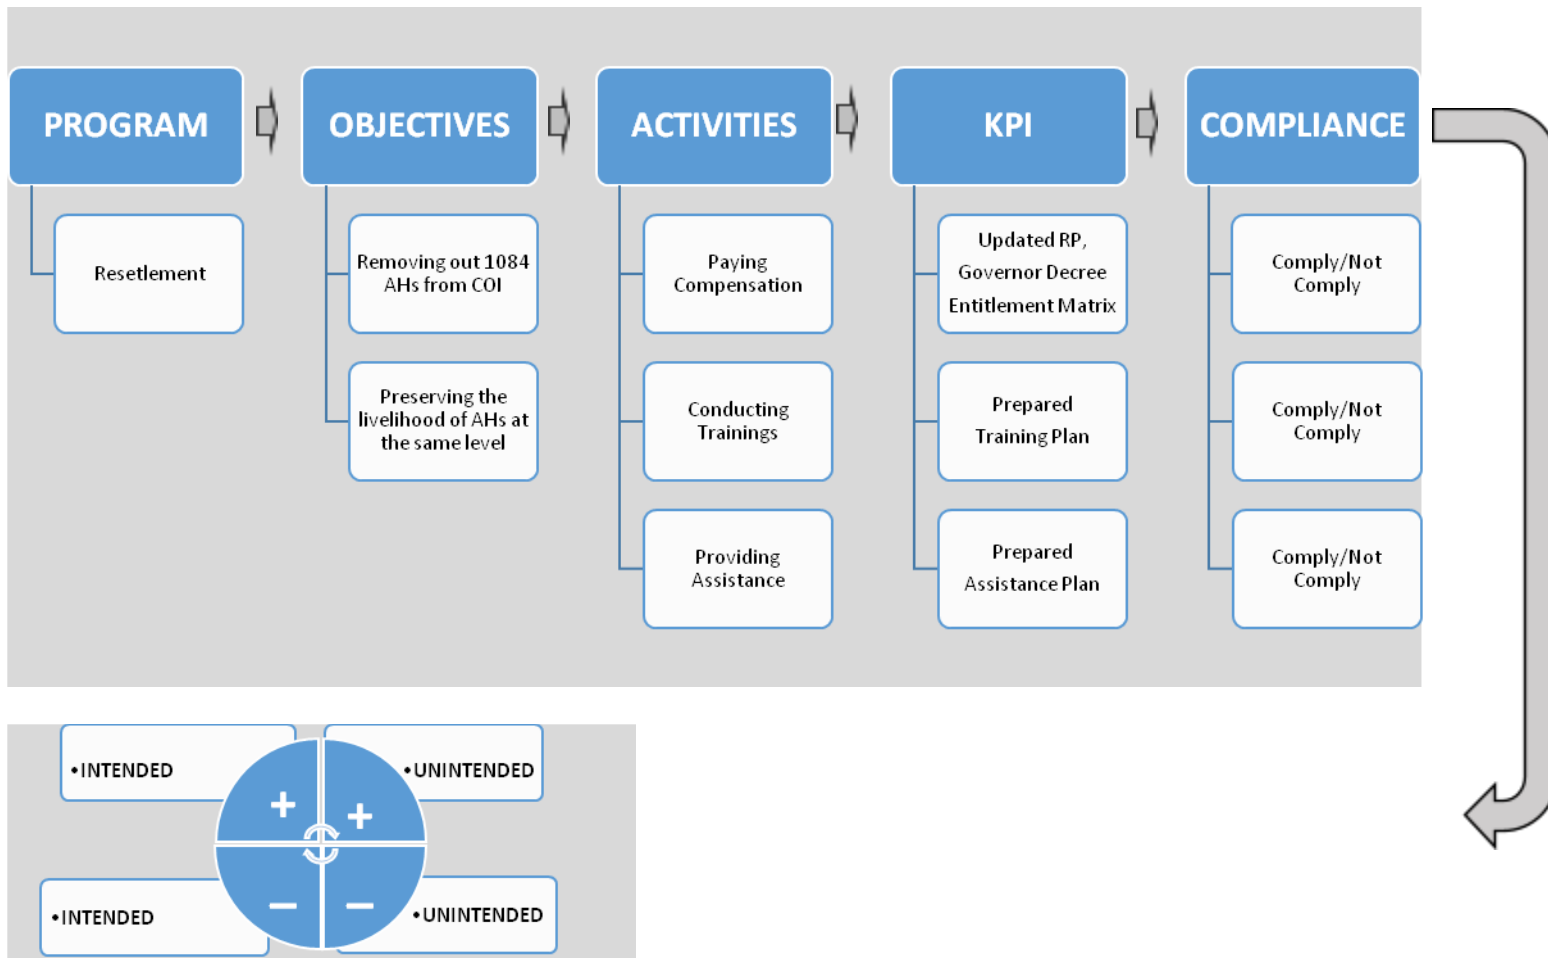 PROGRAM
OBJECTIVES
ACTIVITIES
KPI
COMPLIANCE
Resetlement
Removing out 1084
AHs from COI
Preserving the
livelihood of AHs at
the same level
Paying
Compensation
Conducting
Trainings
Providing
Assistance
Updated RP,
Governor Decree
Entitlement Matrix
Prepared
Training Plan
Prepared
Assistance Plan
Comply/Not
Comply
Comply/Not
Comply
Comply/Not
Comply
•INTENDED
+
+
•UNINTENDED
•INTENDED
–
–
•UNINTENDED